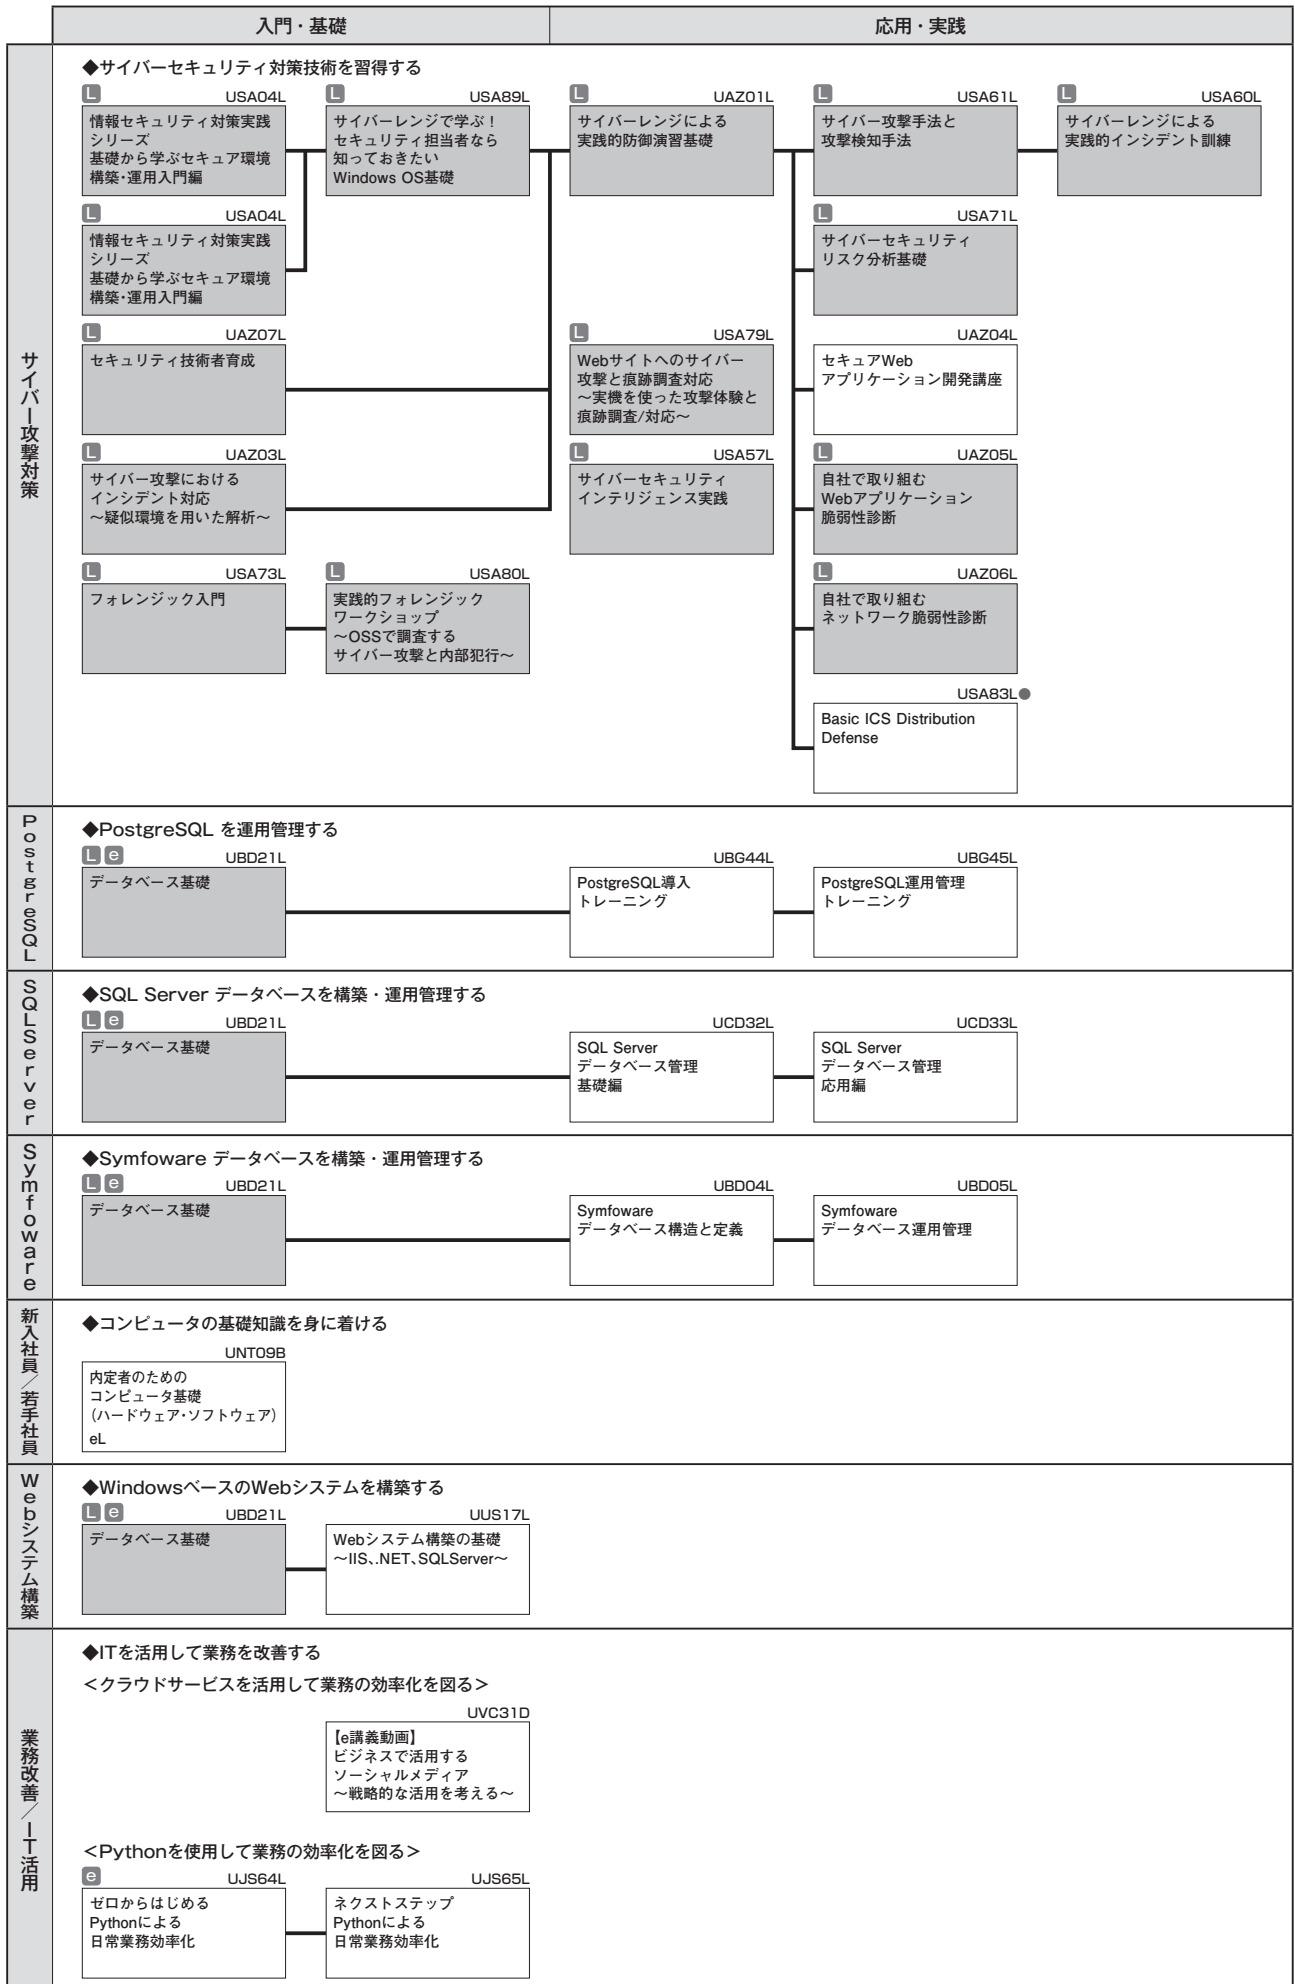 入門・基礎
応用・実践
サイバー攻撃対策
◆サイバーセキュリティ対策技術を習得する
L USA04L
情報セキュリティ対策実践
シリーズ
基礎から学ぶセキュア環境
構築・運用入門編
L USA89L
サイバーレンジで学ぶ！
セキュリティ担当者なら
知っておきたい
Windows OS基礎
L UAZ01L
サイバーレンジによる
実践的防御演習基礎
L USA61L
サイバー攻撃手法と
攻撃検知手法
L USA60L
サイバーレンジによる
実践的インシデント訓練
L USA04L
情報セキュリティ対策実践
シリーズ
基礎から学ぶセキュア環境
構築・運用入門編
L USA71L
サイバーセキュリティ
リスク分析基礎
L UAZ07L
セキュリティ技術者育成
L USA79L
Webサイトへのサイバー
攻撃と痕跡調査対応
～実機を使った攻撃体験と
痕跡調査/対応～
UAZ04L
セキュアWeb
アプリケーション開発講座
L UAZ03L
サイバー攻撃における
インシデント対応
～疑似環境を用いた解析～
L USA57L
サイバーセキュリティ
インテリジェンス実践
L UAZ05L
自社で取り組む
Webアプリケーション
脆弱性診断
L USA73L
フォレンジック入門
L USA80L
実践的フォレンジック
ワークショップ
～OSSで調査する
サイバー攻撃と内部犯行～
L UAZ06L
自社で取り組む
ネットワーク脆弱性診断
USA83L●
Basic ICS Distribution
Defense
PostgreSQL
◆PostgreSQL を運用管理する
L e UBD21L
データベース基礎
UBG44L
PostgreSQL導入
トレーニング
UBG45L
PostgreSQL運用管理
トレーニング
SQLServer
◆SQL Server データベースを構築・運用管理する
L e UBD21L
データベース基礎
UCD32L
SQL Server
データベース管理
基礎編
UCD33L
SQL Server
データベース管理
応用編
Symfoware
◆Symfoware データベースを構築・運用管理する
L e UBD21L
データベース基礎
UBD04L
Symfoware
データベース構造と定義
UBD05L
Symfoware
データベース運用管理
新入社員／若手社員
◆コンピュータの基礎知識を身に着ける
UNT09B
内定者のための
コンピュータ基礎
（ハードウェア・ソフトウェア）
eL
Webシステム構築
◆WindowsベースのWebシステムを構築する
L e UBD21L
データベース基礎
UUS17L
Webシステム構築の基礎
～IIS、.NET、SQLServer～
業務改善／IT活用
◆ITを活用して業務を改善する
＜クラウドサービスを活用して業務の効率化を図る＞
UVC31D
【e講義動画】
ビジネスで活用する
ソーシャルメディア
～戦略的な活用を考える～
＜Pythonを使用して業務の効率化を図る＞
e UJS64L
ゼロからはじめる
Pythonによる
日常業務効率化
UJS65L
ネクストステップ
Pythonによる
日常業務効率化